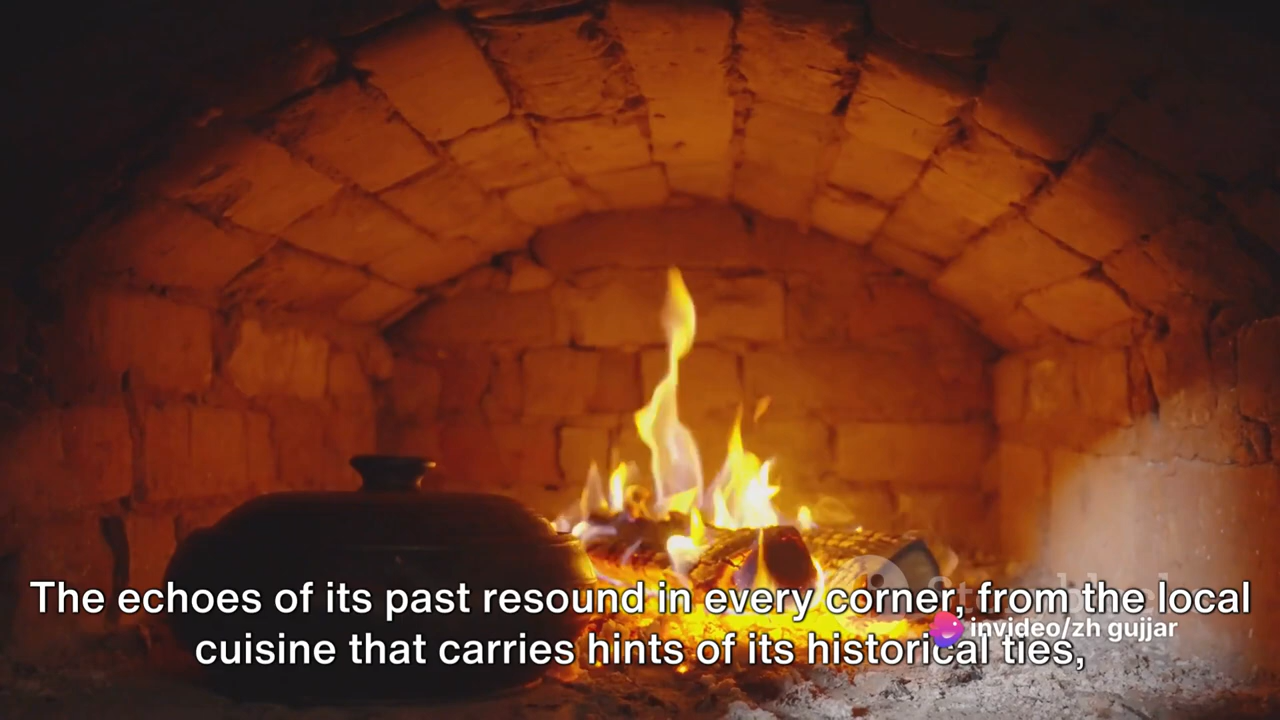 The echoes of its past resound in every corner, from the local
cuisine that carries hints of its historical ties,
invideo/zh gujjar